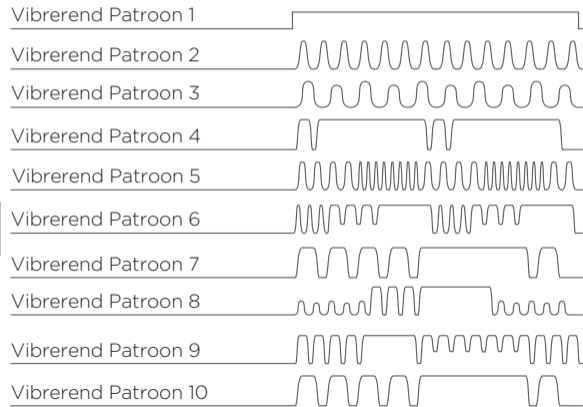 Vibrerend Patroon 1
Vibrerend Patroon 2
Vibrerend Patroon 3
Vibrerend Patroon 4
Vibrerend Patroon 5
Vibrerend Patroon 6
Vibrerend Patroon 7
Vibrerend Patroon 8
Vibrerend Patroon 9
Vibrerend Patroon 10